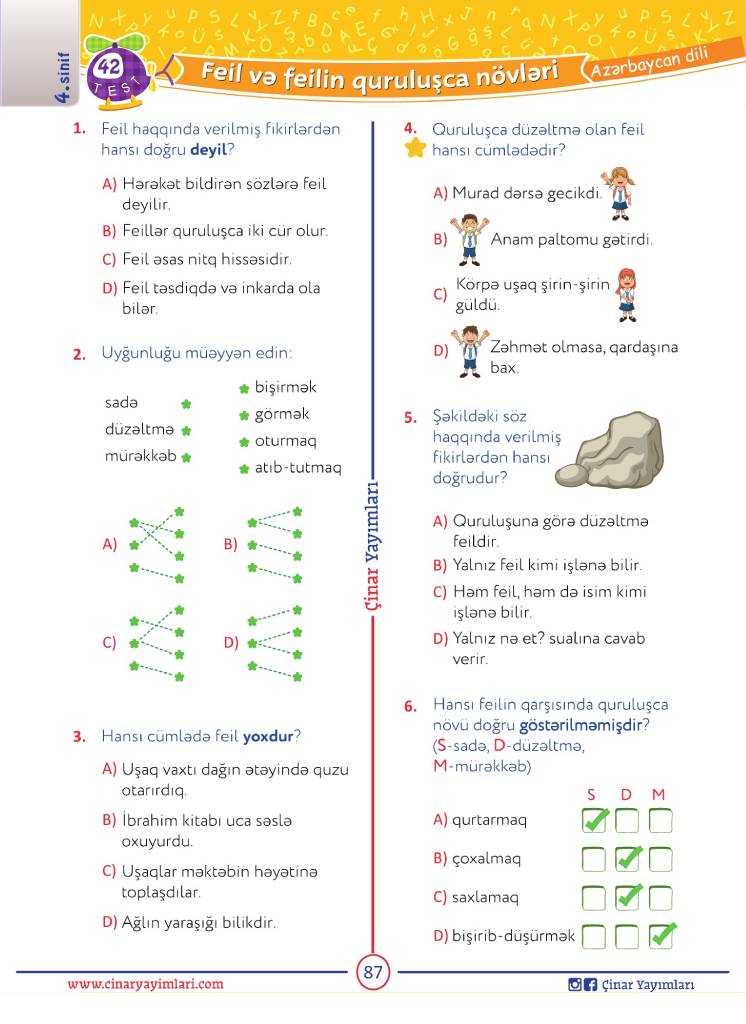 4. sinif
42
TEST
Feil və feilin quruluşca növləri
Azərbaycan dili
1. Feil haqqında verilmiş fikirlərdən
hansı doğru deyil?
A) Hərəkət bildirən sözlərə feil
deyilir.
B) Feillər quruluşca iki cür olur.
C) Feil əsas nitq hissəsidir.
D) Feil təsdiqdə və inkarda ola
bilər.
2. Uyğunluğu müəyyən edin:
sadə
düzəltmə
mürəkkəb
bişirmək
görmək
oturmaq
atıb-tutmaq
A)
B)
C)
D)
3. Hansı cümlədə feil yoxdur?
A) Uşaq vaxtı dağın ətəyində quzu
otarırdıq.
B) İbrahim kitabı uca səslə
oxuyurdu.
C) Uşaqlar məktəbin həyətinə
toplaşdılar.
D) Ağlın yaraşığı bilikdir.
Çinar Yayımları
4. Quruluşca düzəltmə olan feil
hansı cümlədədir?
A) Murad dərsə gecikdi.
B) Anam paltomu gətirdi.
C) Körpə uşaq şirin-şirin
güldü.
D) Zəhmət olmasa, qardaşına
bax.
5. Şəkildəki söz
haqqında verilmiş
fikirlərdən hansı
doğrudur?
A) Quruluşuna görə düzəltmə
feildir.
B) Yalnız feil kimi işlənə bilir.
C) Həm feil, həm də isim kimi
işlənə bilir.
D) Yalnız nə et? sualına cavab
verir.
6. Hansı feilin qarşısında quruluşca
növü doğru göstərilməmişdir?
(S-sadə, D-düzəltmə,
M-mürəkkəb)
S D M
A) qurtarmaq
B) çoxalmaq
C) saxlamaq
D) bişirib-düşürmək
www.cinaryayimlari.com
87
Çinar Yayımları